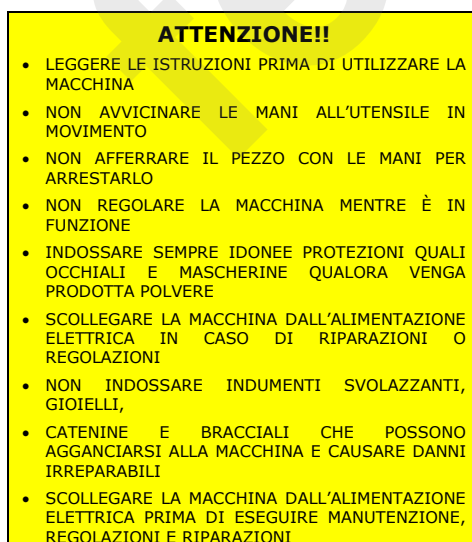 ATTENZIONE!!
• LEGGERE LE ISTRUZIONI PRIMA DI UTILIZZARE LA
MACCHINA
• NON AVVICINARE LE MANI ALL'UTENSILE IN
MOVIMENTO
• NON AFFERRARE IL PEZZO CON LE MANI PER
ARRESTARLO
• NON REGOLARE LA MACCHINA MENTRE È IN
FUNZIONE
• INDOSSARE SEMPRE IDONEE PROTEZIONI QUALI
OCCHIALI E MASCHERINE QUALORA VENGA
PRODOTTA POLVERE
• SCOLLEGARE LA MACCHINA DALL'ALIMENTAZIONE
ELETTRICA IN CASO DI RIPARAZIONI O
REGOLAZIONI
• NON INDOSSARE INDUMENTI SVOLAZZANTI,
GIOIELLI,
• CATENINE E BRACCIALI CHE POSSONO
AGGANCIARSI ALLA MACCHINA E CAUSARE DANNI
IRREPARABILI
• SCOLLEGARE LA MACCHINA DALL'ALIMENTAZIONE
ELETTRICA PRIMA DI ESEGUIRE MANUTENZIONE,
REGOLAZIONI E RIPARAZIONI